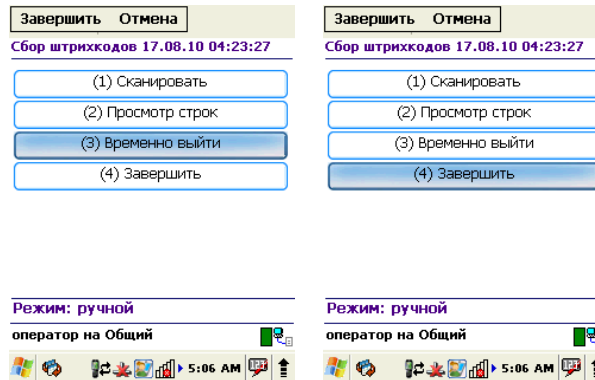 Завершить Отмена
Сбор штрихкодов 17.08.10 04:23:27
(1) Сканировать
(2) Просмотр строк
(3) Временно выйти
(4) Завершить
Режим: ручной
оператор на Общий
5:06 AM
Завершить Отмена
Сбор штрихкодов 17.08.10 04:23:27
(1) Сканировать
(2) Просмотр строк
(3) Временно выйти
(4) Завершить
Режим: ручной
оператор на Общий
5:06 AM